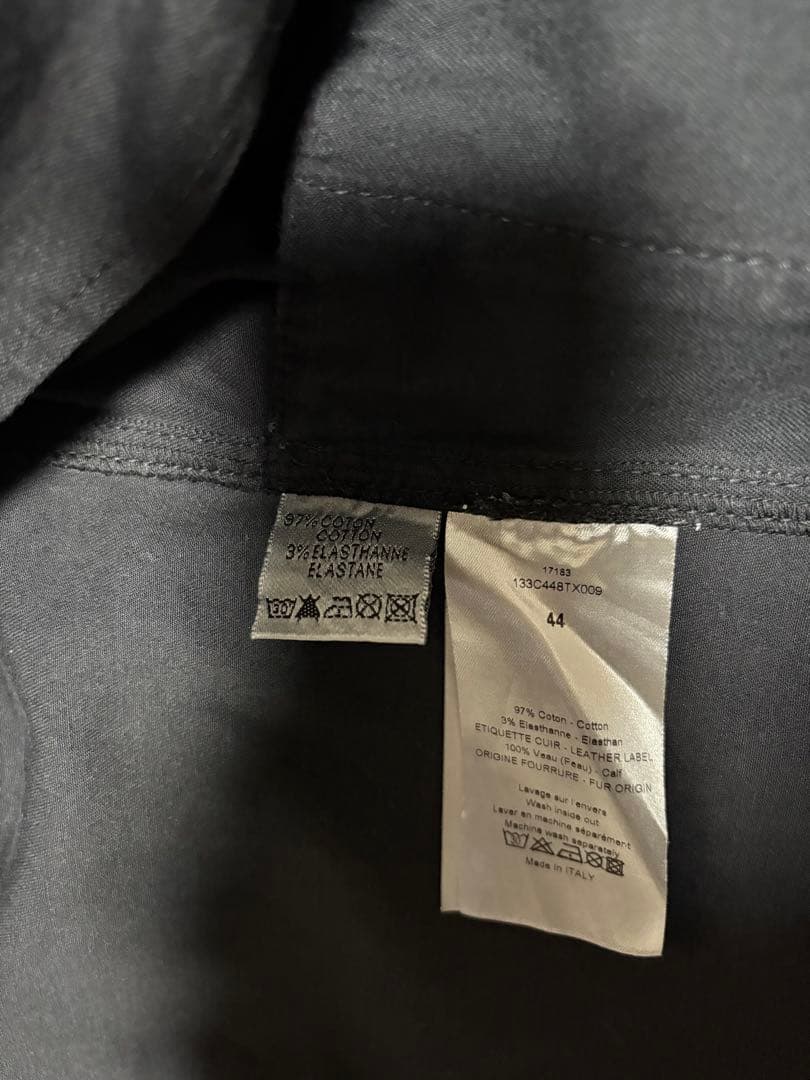 97% COTON
COTTON
3% ELASTHANNE
ELASTANE
30°
17183
133C448TX009
44
97% Coton - Cotton
3% Elasthanne - Elasthan
ETIQUETTE CUIR - LEATHER LABEL
100% Veau (Peau) - Calf
ORIGINE FOURRURE - FUR ORIGIN
Lavage sur l envers
Wash inside out
Laver en machine séparément
Machine wash separately
30°
Made in ITALY